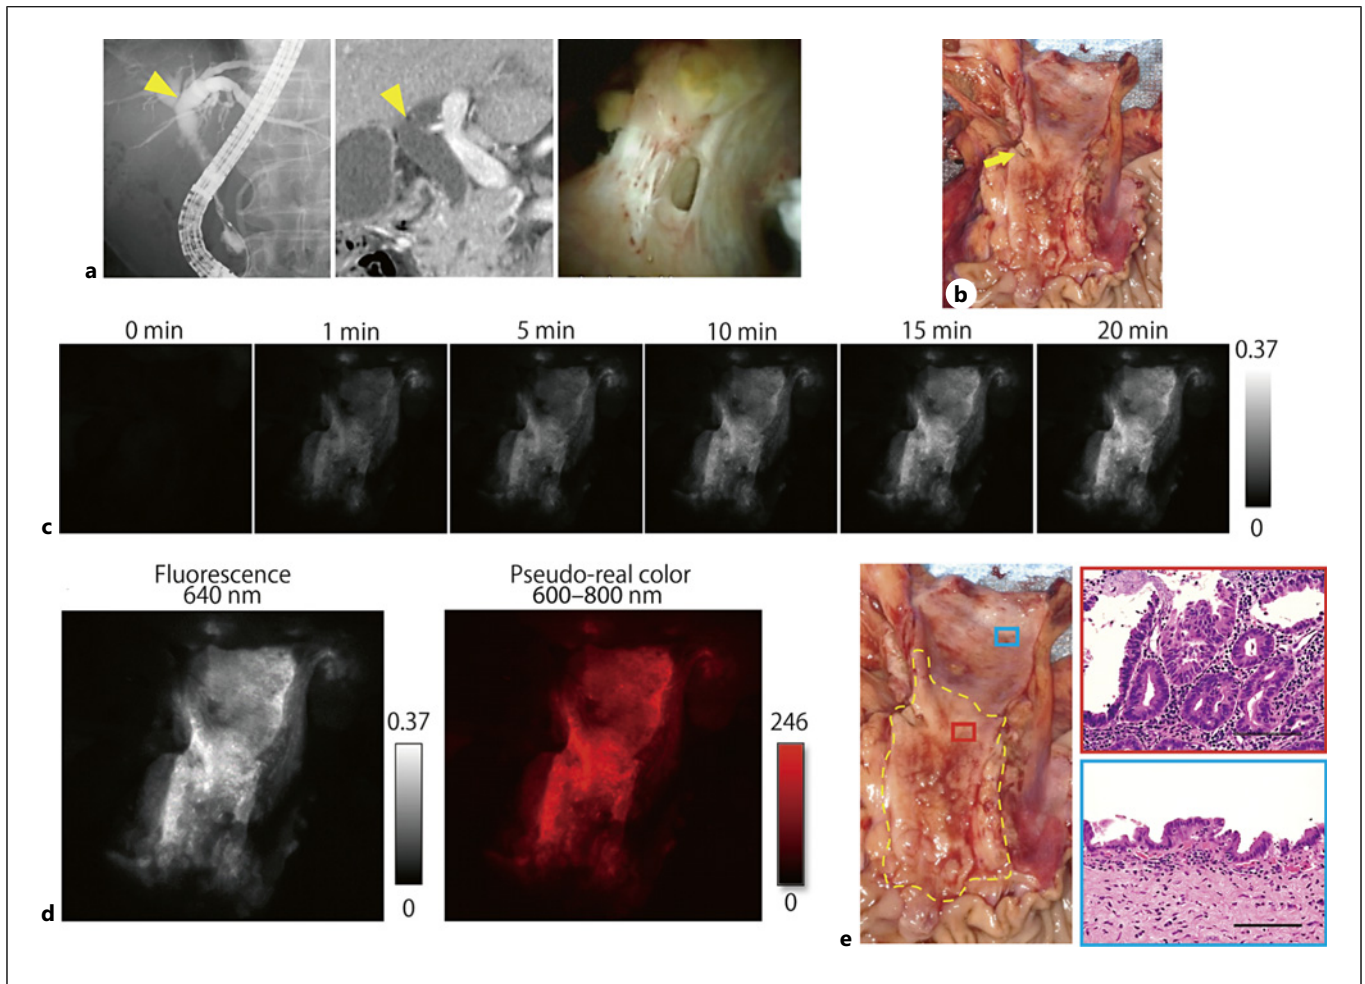 a
b
0 min
1 min
5 min
10 min
15 min
20 min
0.37
0
c
Fluorescence
640 nm
0.37
0
Pseudo-real color
600–800 nm
246
0
d
e